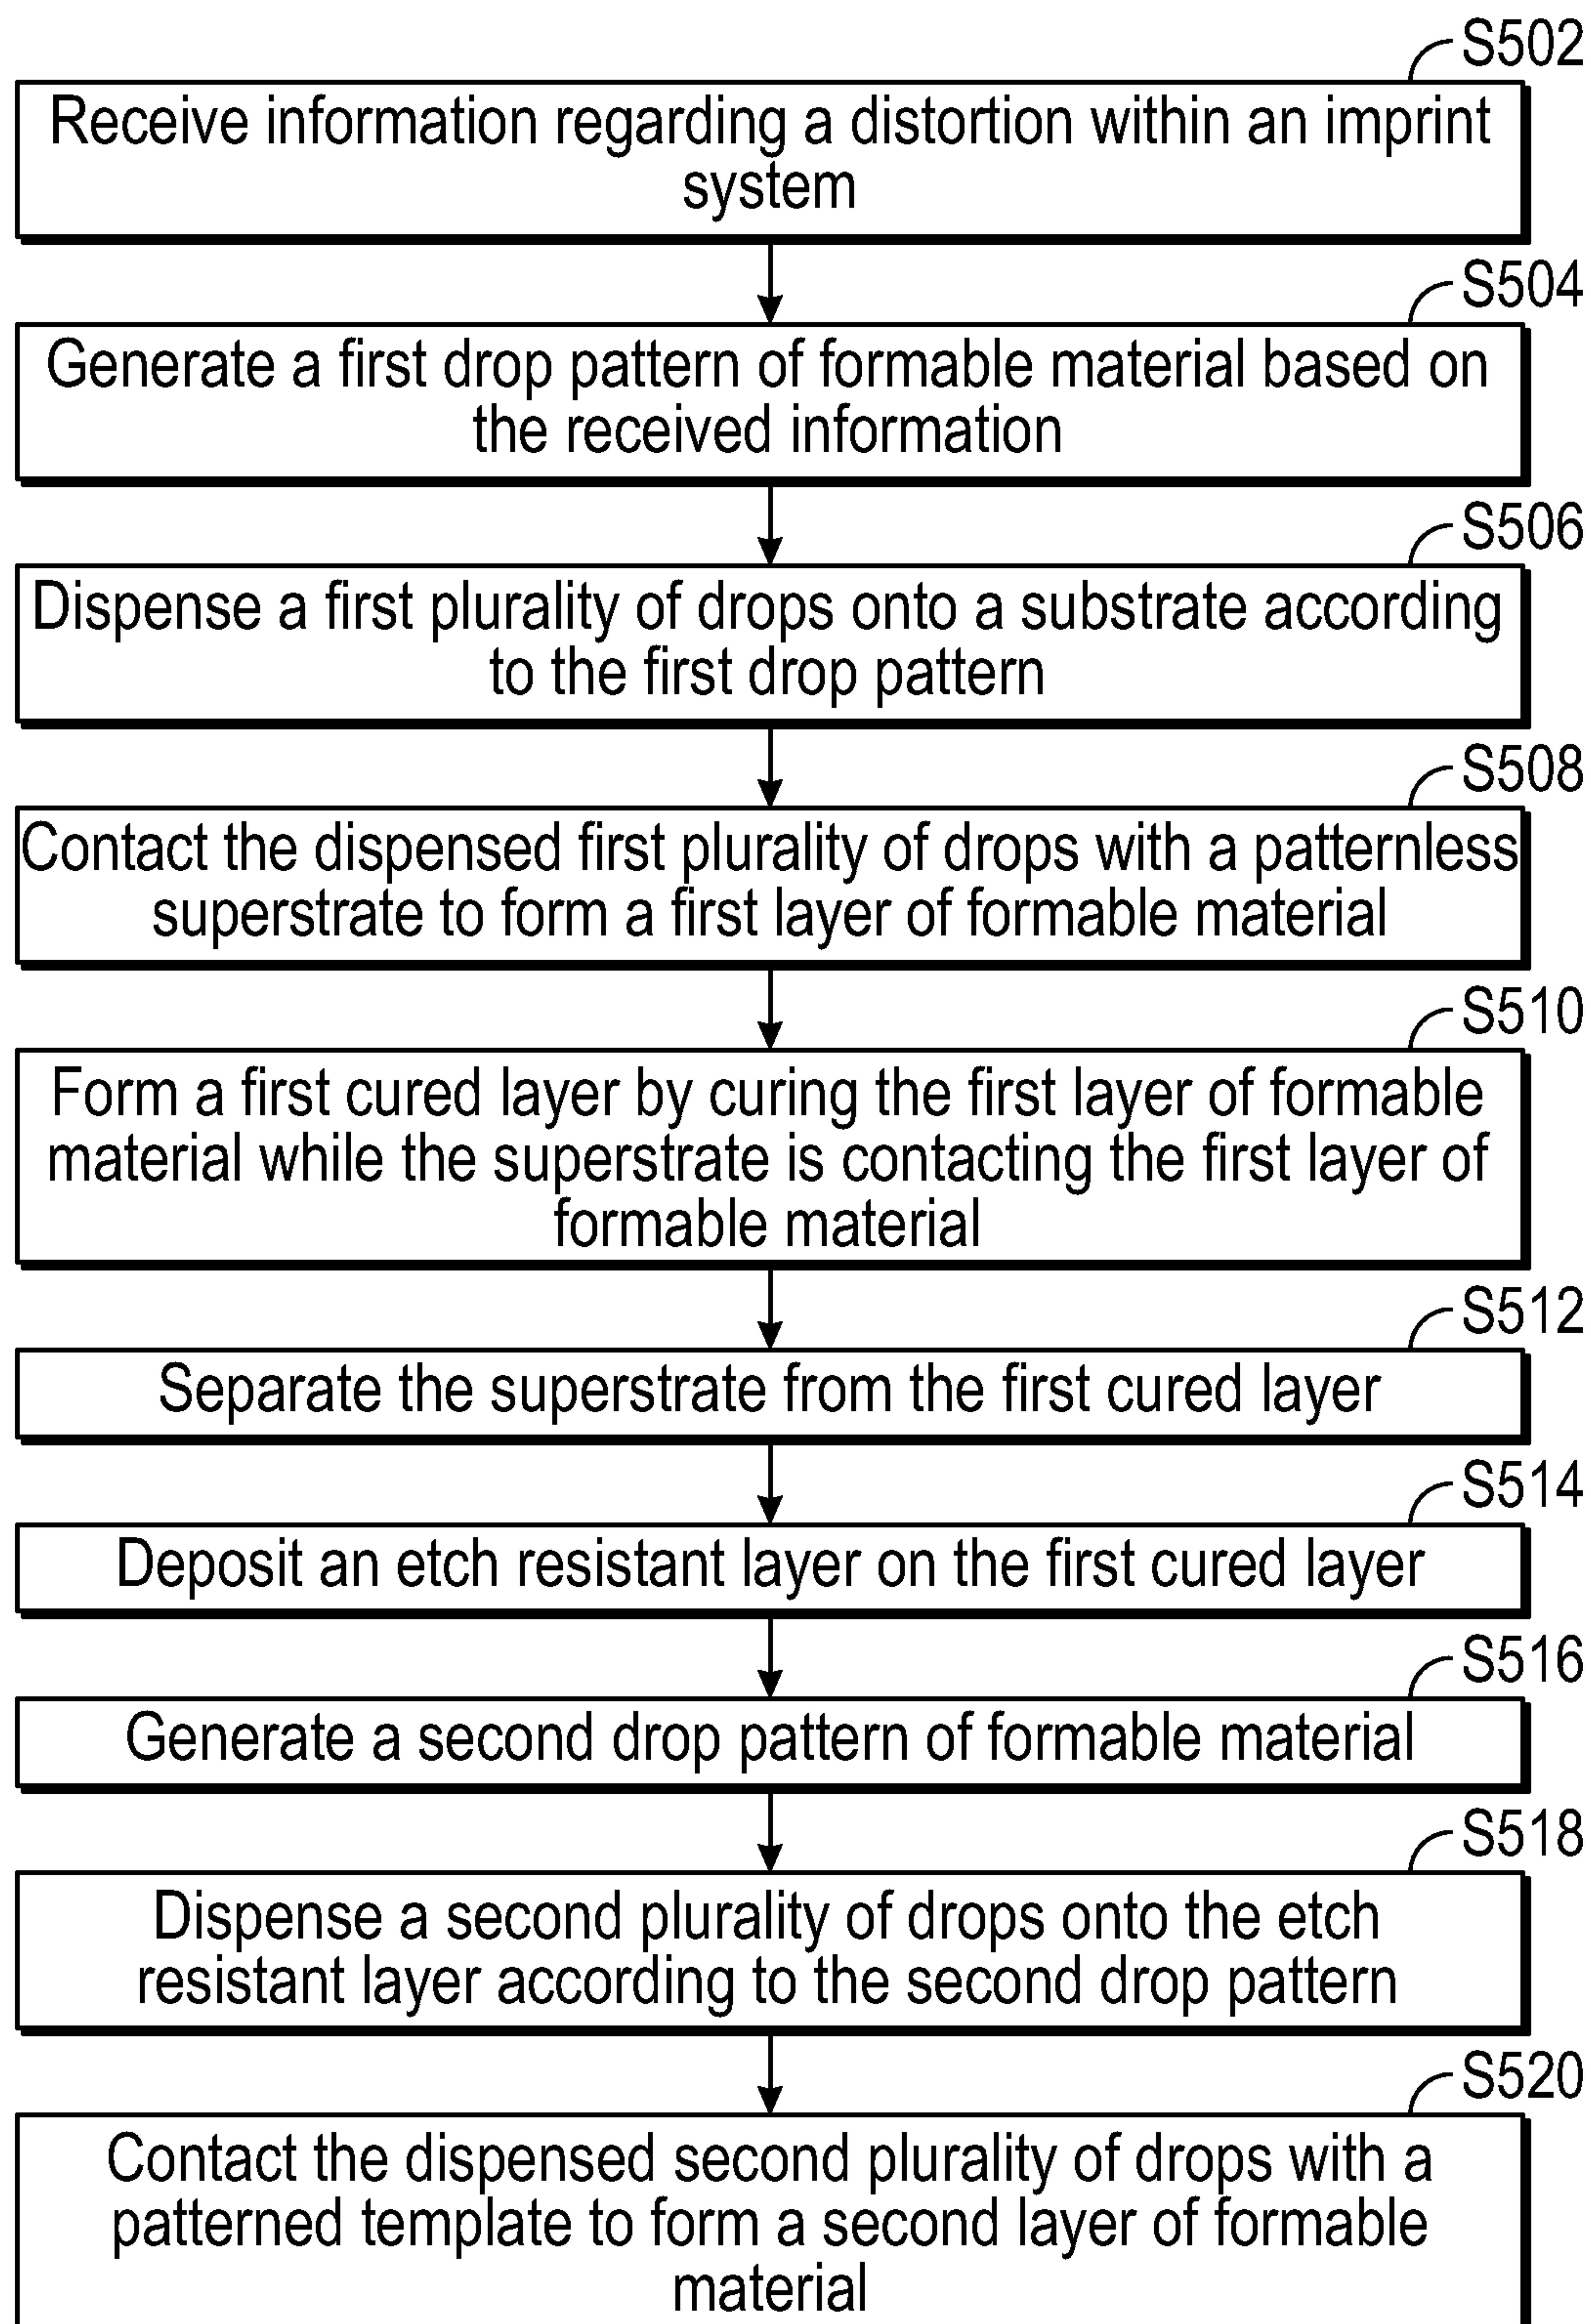 S502
Receive information regarding a distortion within an imprint
system
S504
Generate a first drop pattern of formable material based on
the received information
S506
Dispense a first plurality of drops onto a substrate according
to the first drop pattern
S508
Contact the dispensed first plurality of drops with a patternless
superstrate to form a first layer of formable material
S510
Form a first cured layer by curing the first layer of formable
material while the superstrate is contacting the first layer of
formable material
S512
Separate the superstrate from the first cured layer
S514
Deposit an etch resistant layer on the first cured layer
S516
Generate a second drop pattern of formable material
S518
Dispense a second plurality of drops onto the etch
resistant layer according to the second drop pattern
S520
Contact the dispensed second plurality of drops with a
patterned template to form a second layer of formable
material